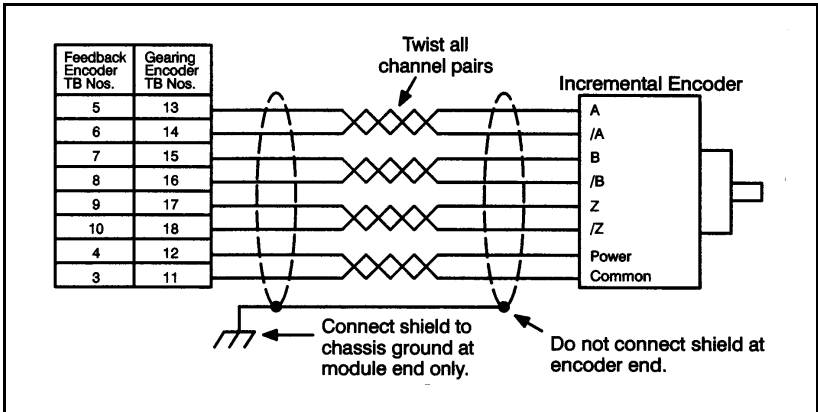 Twist all
channel pairs
Feedback
Encoder
TB Nos.
Gearing
Encoder
TB Nos.
Incremental Encoder
5 13 A
6 14 /A
7 15 B
8 16 /B
9 17 Z
10 18 /Z
4 12 Power
3 11 Common
Connect shield to
chassis ground at
module end only.
Do not connect shield at
encoder end.